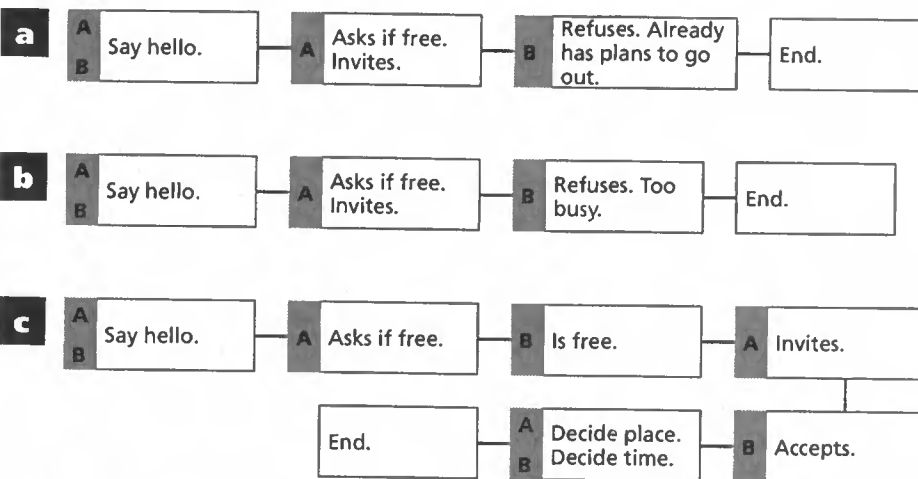 a
A
B
Say hello.
A
Asks if free.
Invites.
B
Refuses. Already
has plans to go
out.
End.
b
A
B
Say hello.
A
Asks if free.
Invites.
B
Refuses. Too
busy.
End.
c
A
B
Say hello.
A
Asks if free.
B
Is free.
A
Invites.
B
Accepts.
A
B
Decide place.
Decide time.
End.